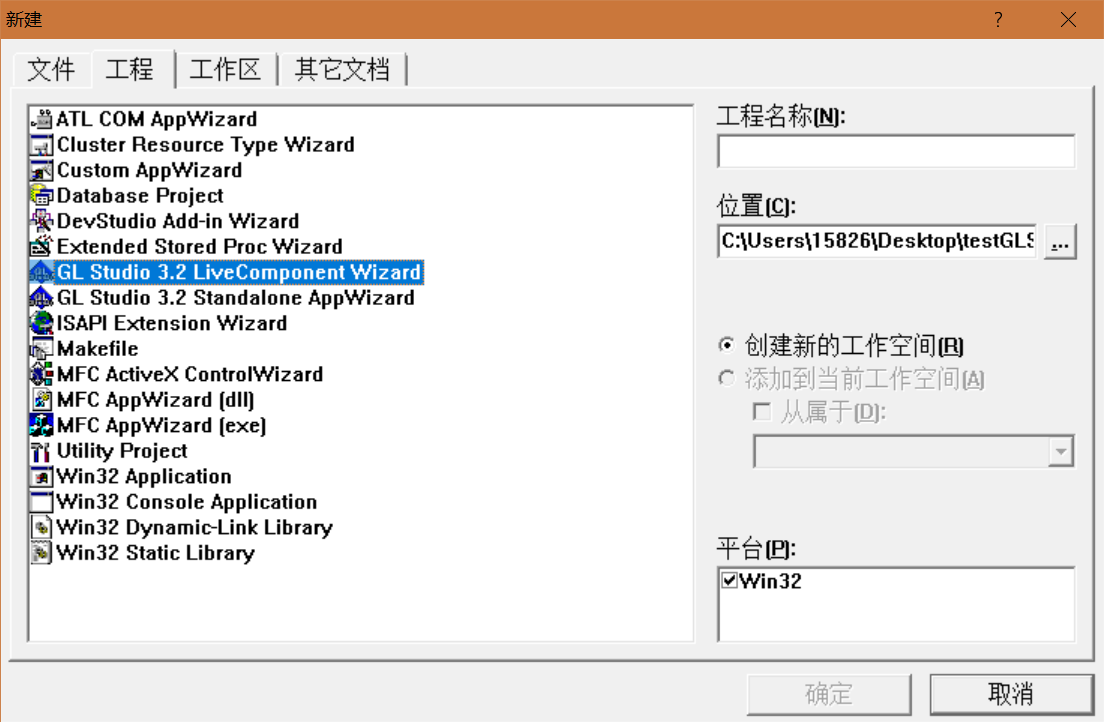 新建
?
文件 工程 工作区 其它文档
ATL COM AppWizard
Cluster Resource Type Wizard
Custom AppWizard
Database Project
DevStudio Add-in Wizard
Extended Stored Proc Wizard
GL Studio 3.2 LiveComponent Wizard
GL Studio 3.2 Standalone AppWizard
ISAPI Extension Wizard
Makefile
MFC ActiveX ControlWizard
MFC AppWizard (dll)
MFC AppWizard (exe)
Utility Project
Win32 Application
Win32 Console Application
Win32 Dynamic-Link Library
Win32 Static Library
工程名称(N):
位置(C):
C:\Users\15826\Desktop\testGLS
...
创建新的工作空间(R)
添加到当前工作空间(A)
从属于(D):
平台(P):
Win32
确定
取消